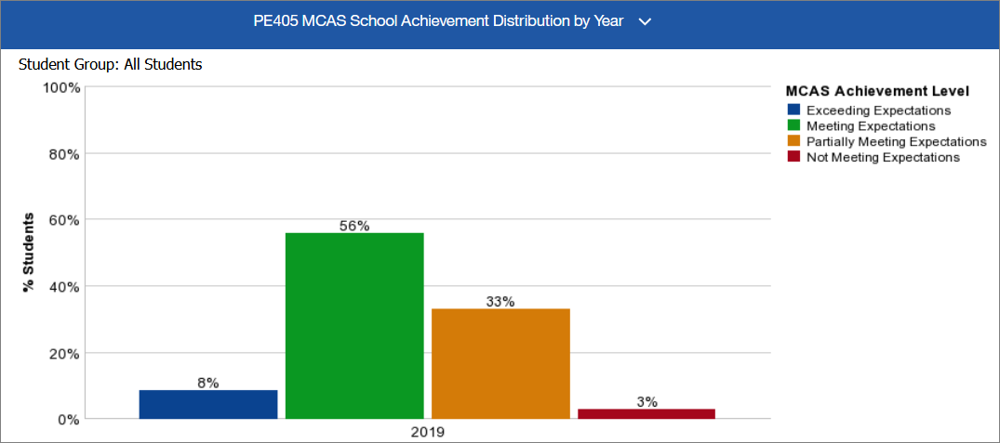 PE405 MCAS School Achievement Distribution by Year
Student Group: All Students
100%
80%
60%
40%
20%
0%
% Students
8%
56%
33%
3%
2019
MCAS Achievement Level
Exceeding Expectations
Meeting Expectations
Partially Meeting Expectations
Not Meeting Expectations